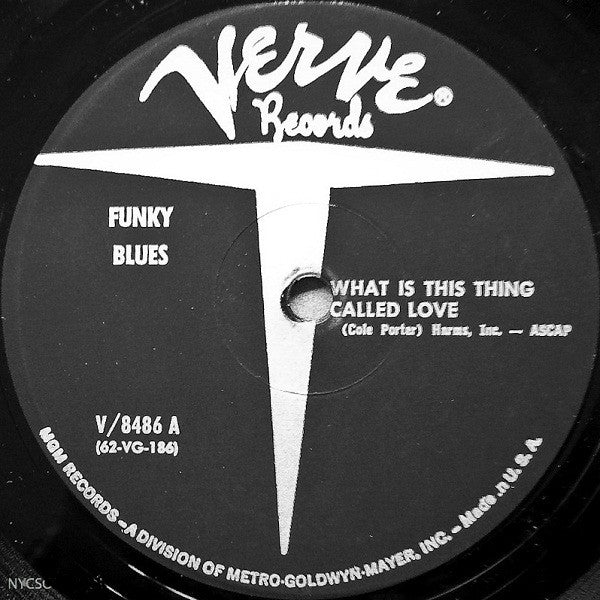 Verve®
Records
FUNKY
BLUES
WHAT IS THIS THING
CALLED LOVE
(Cole Porter) Harms, Inc. — ASCAP
V/8486 A
(62-VG-186)
MGM RECORDS – A DIVISION OF METRO-GOLDWYN-MAYER, INC. – Made in U.S.A.